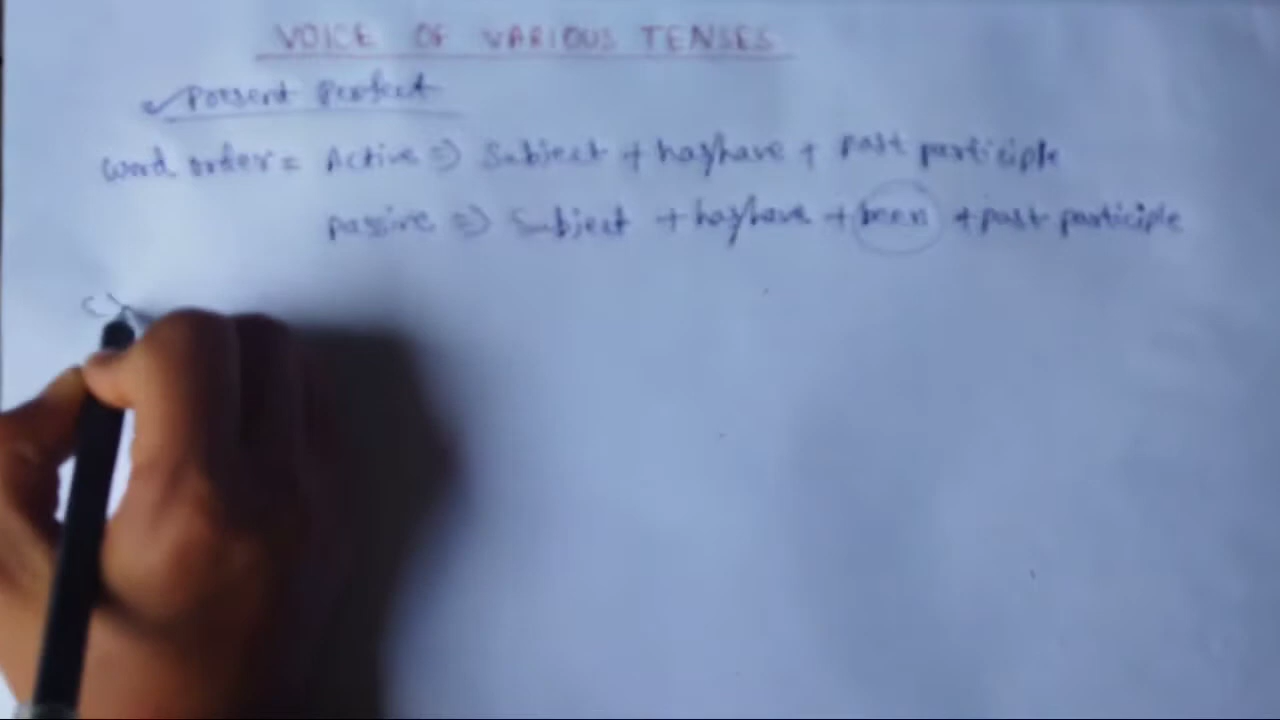 VOICE OF VARIOUS TENSES
Present Perfect
Word order = Active ⇒ Subject + has/have + Past participle
passive ⇒ Subject + has/have + been + past participle